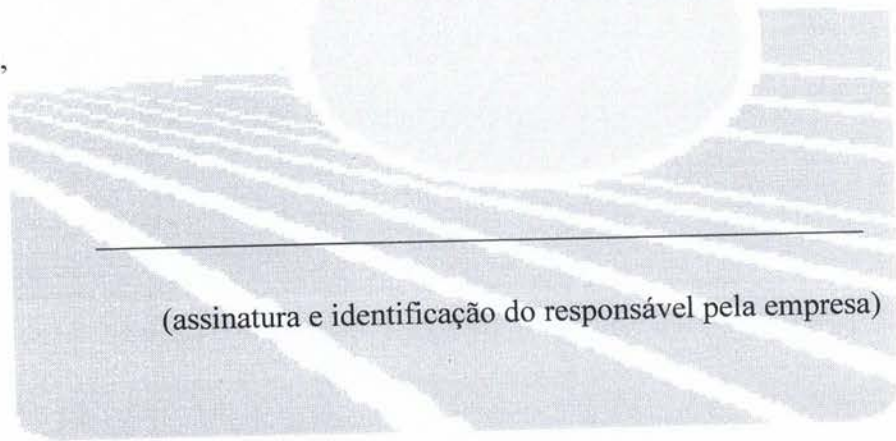 ,
(assinatura e identificação do responsável pela empresa)